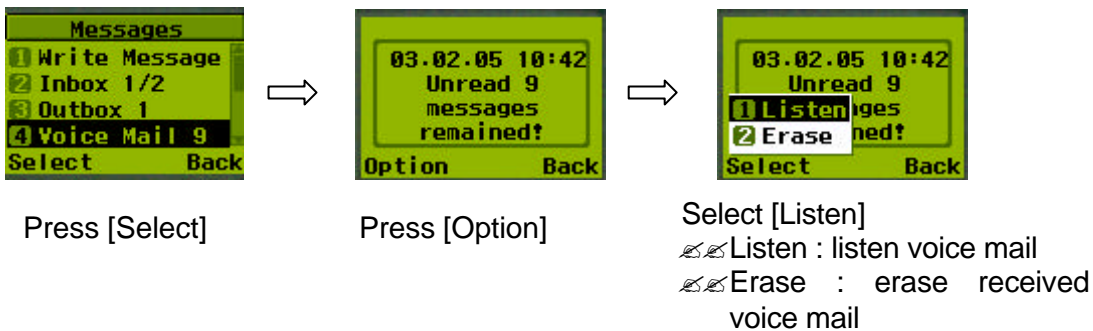 Messages
1 Write Message
2 Inbox 1/2
3 Outbox 1
4 Voice Mail 9
Select Back
03.02.05 10:42
Unread 9
messages
remained!
Option Back
03.02.05 10:42
Unread 9
1 Listen ages
2 Erase ned!
Select Back
Press [Select]
Press [Option]
Select [Listen]
Listen : listen voice mail
Erase : erase received
voice mail